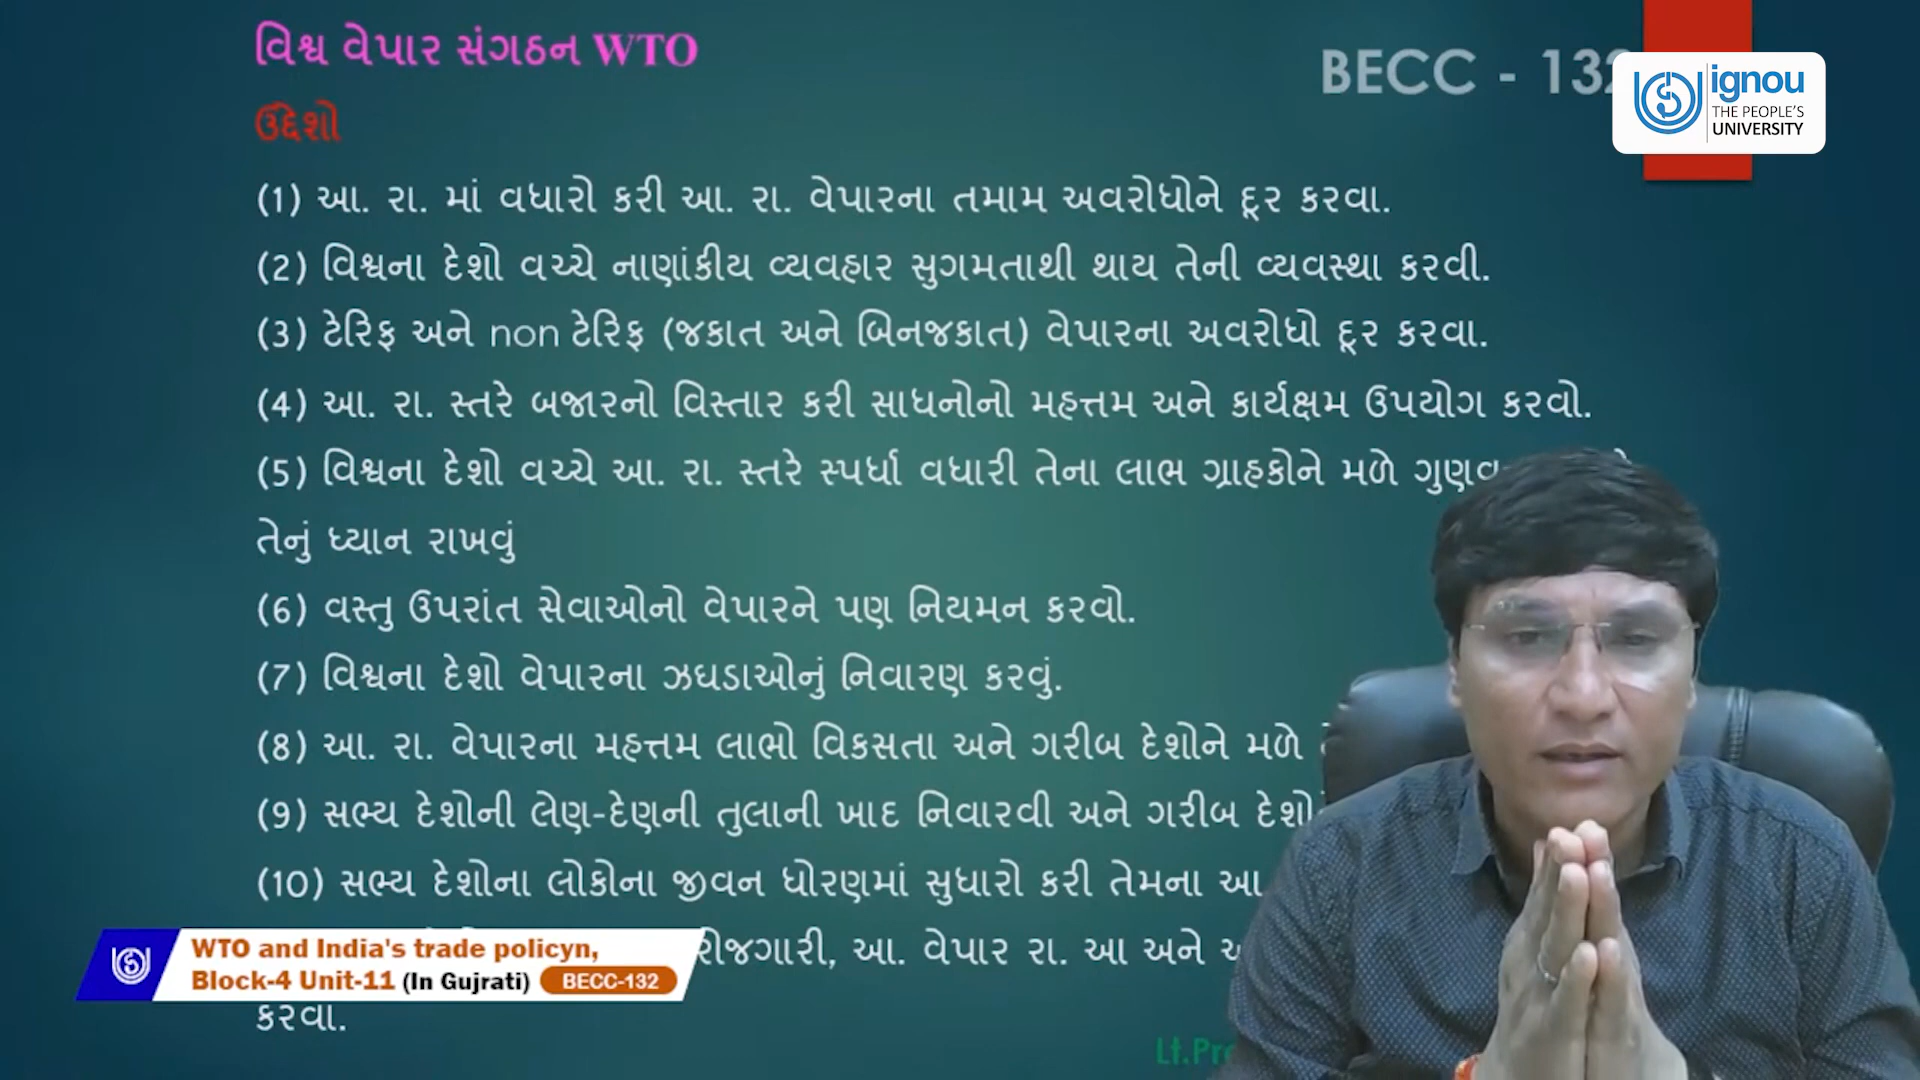 વિશ્વ વેપાર સંગઠન WTO
BECC - 132
ignou
THE PEOPLE'S
UNIVERSITY
ઉદ્દેશો
(1) આ. રા. માં વધારો કરી આ. રા. વેપારના તમામ અવરોધોને દૂર કરવા.
(2) વિશ્વના દેશો વચ્ચે નાણાંકીય વ્યવહાર સુગમતાથી થાય તેની વ્યવસ્થા કરવી.
(3) ટેરિફ અને non ટેરિફ (જકાત અને બિનજકાત) વેપારના અવરોધો દૂર કરવા.
(4) આ. રા. સ્તરે બજારનો વિસ્તાર કરી સાધનોનો મહત્તમ અને કાર્યક્ષમ ઉપયોગ કરવો.
(5) વિશ્વના દેશો વચ્ચે આ. રા. સ્તરે સ્પર્ધા વધારી તેના લાભ ગ્રાહકોને મળે
તેનું ધ્યાન રાખવું
(6) વસ્તુ ઉપરાંત સેવાઓનો વેપારને પણ નિયમન કરવો.
(7) વિશ્વના દેશો વેપારના ઝઘડાઓનું નિવારણ કરવું.
(8) આ. રા. વેપારના મહત્તમ લાભો વિકસતા અને ગરીબ દેશોને મળે
(9) સભ્ય દેશોની લેણ-દેણની તુલાની ખાદ નિવારવી અને ગરીબ
(10) સભ્ય દેશોના લોકોના જીવન ધોરણમાં સુધારો કરી તેમના આ
આ. વેપાર રા. આ અને
કરવા.
WTO and India's trade policyn,
Block-4 Unit-11 (In Gujrati) BECC-132